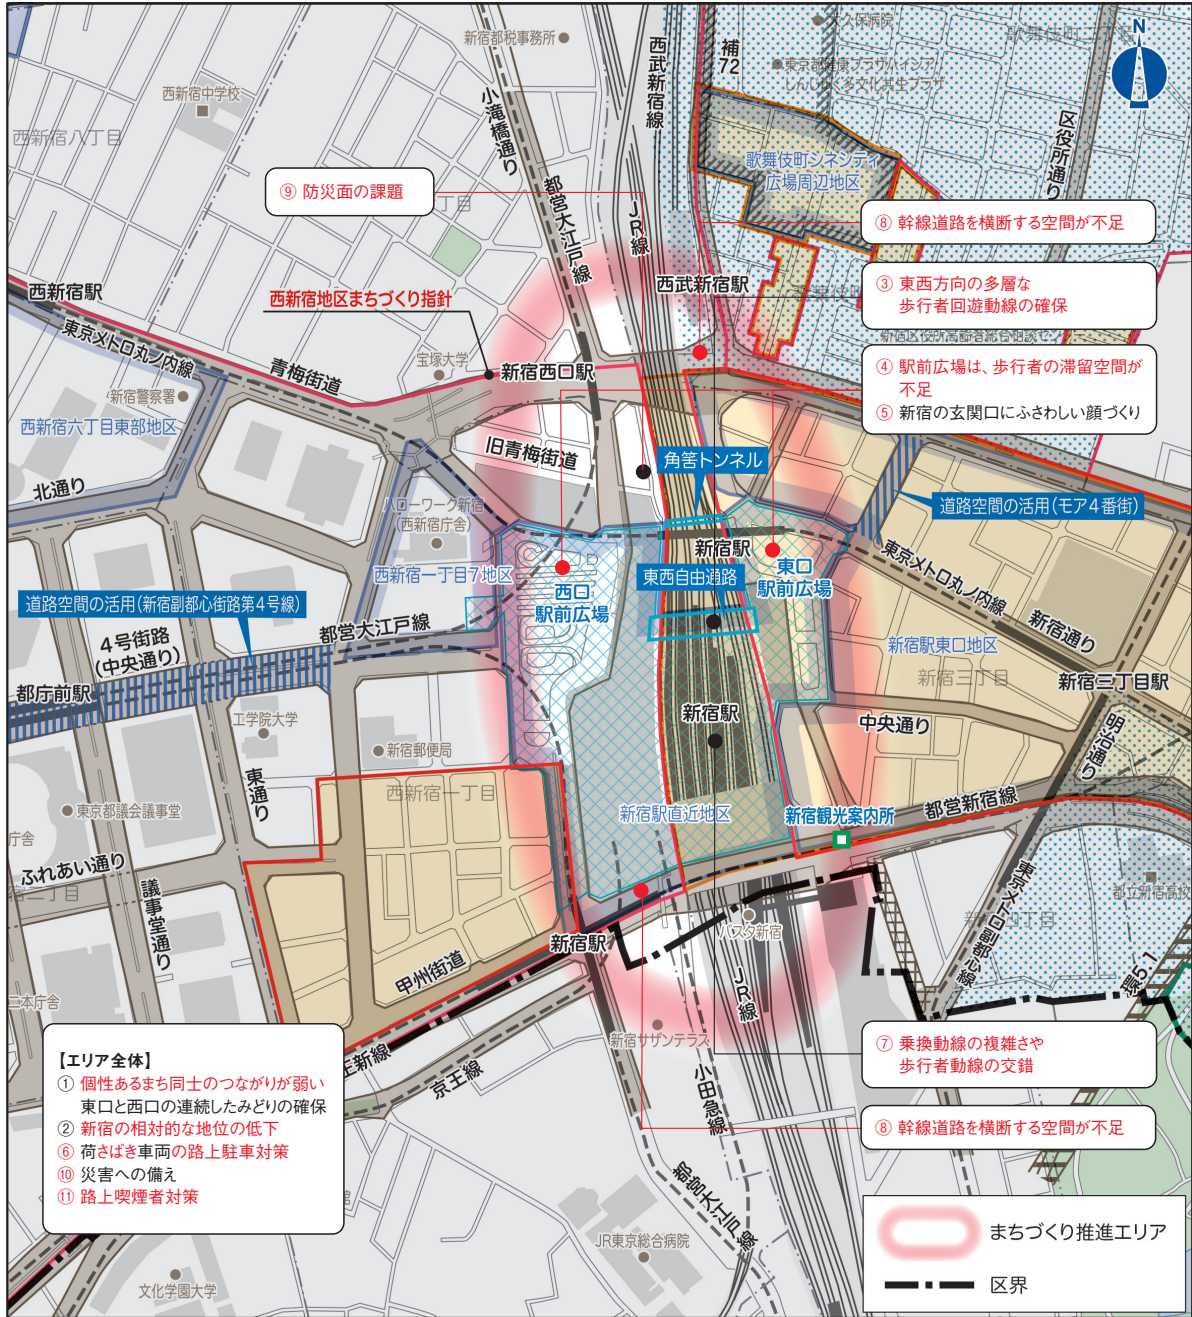 新宿都税事務所
西武新宿線
補72
大久保病院
歌舞伎町二丁目
東京都健康プラザハイジア
しんじゅく多文化共生プラザ
N
西新宿中学校
西新宿八丁目
小滝橋通り
区役所通り
歌舞伎町シネシティ
広場周辺地区
⑨ 防災面の課題
都営大江戸線
JR線
⑧ 幹線道路を横断する空間が不足
③ 東西方向の多層な
歩行者回遊動線の確保
西新宿駅
西武新宿駅
西新宿地区まちづくり指針
東京メトロ丸ノ内線
青梅街道
宝塚大学
新宿西口駅
④ 駅前広場は、歩行者の滞留空間が
不足
⑤ 新宿の玄関口にふさわしい顔づくり
新宿警察署
西新宿六丁目東部地区
旧青梅街道
角筈トンネル
北通り
ハローワーク新宿
(西新宿庁舎)
道路空間の活用(モア4番街)
新宿駅
東口
駅前広場
東京メトロ丸ノ内線
西新宿一丁目7地区
西口
駅前広場
東西自由通路
道路空間の活用(新宿副都心街路第4号線)
4号街路
(中央通り)
都営大江戸線
新宿通り
新宿駅東口地区
新宿三丁目
新宿三丁目駅
都庁前駅
工学院大学
新宿郵便局
新宿駅
中央通り
明治通り
東通り
西新宿一丁目
東京都議会議事堂
新宿駅直近地区
新宿観光案内所
都営新宿線
庁舎
ふれあい通り
議事堂通り
東京メトロ副都心線
都立新宿高校
新宿駅
バスタ新宿
甲州街道
二本庁舎
JR線
環5.1
新宿サザンテラス
⑦ 乗換動線の複雑さや
歩行者動線の交錯
京王線
小田急線
【エリア全体】
① 個性あるまち同士のつながりが弱い
東口と西口の連続したみどりの確保
② 新宿の相対的な地位の低下
⑥ 荷さばき車両の路上駐車対策
⑩ 災害への備え
⑪ 路上喫煙者対策
⑧ 幹線道路を横断する空間が不足
都営大江戸線
JR東京総合病院
文化学園大学
まちづくり推進エリア
区界